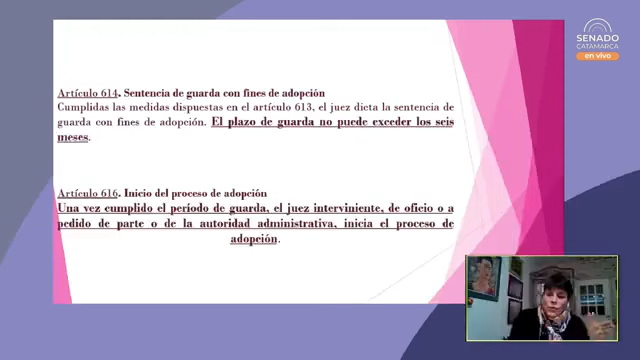 SENADO
CATAMARCA
en vivo
Artículo 614. Sentencia de guarda con fines de adopción
Cumplidas las medidas dispuestas en el artículo 613, el juez dicta la sentencia de
guarda con fines de adopción. El plazo de guarda no puede exceder los seis
meses.
Artículo 616. Inicio del proceso de adopción
Una vez cumplido el período de guarda, el juez interviniente, de oficio o a
pedido de parte o de la autoridad administrativa, inicia el proceso de
adopción.